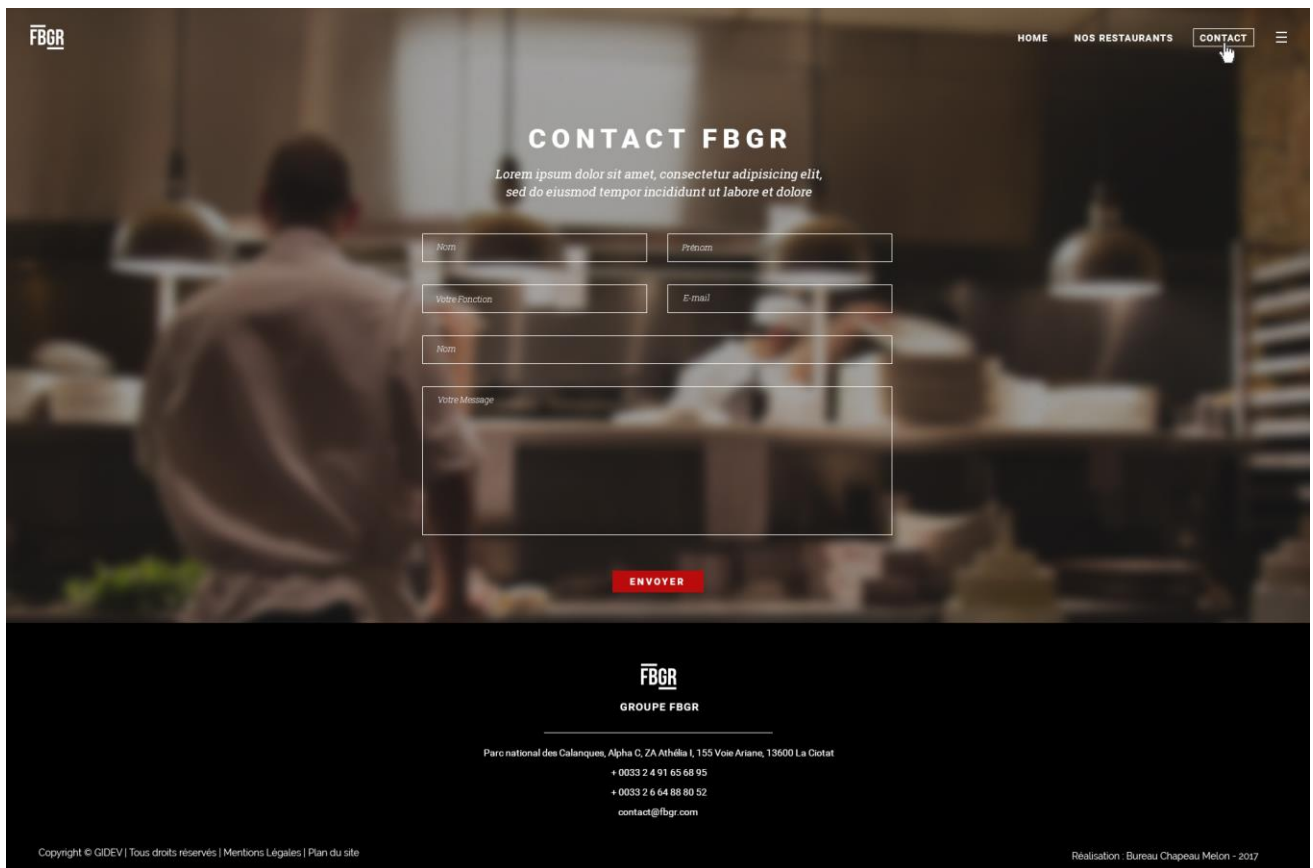 FBGR
HOME NOS RESTAURANTS CONTACT
CONTACT FBGR
Lorem ipsum dolor sit amet, consectetur adipisicing elit,
sed do eiusmod tempor incididunt ut labore et dolore
Nom Prénom
Votre Fonction E-mail
Nom
Votre Message
ENVOYER
FBGR
GROUPE FBGR
Parc national des Calanques, Alpha C, ZA Athélia I, 155 Voie Ariane, 13600 La Ciotat
+ 0033 2 4 91 65 68 95
+ 0033 2 6 64 88 80 52
contact@fbgr.com
Copyright © GIDEV | Tous droits réservés | Mentions Légales | Plan du site
Réalisation : Bureau Chapeau Melon - 2017